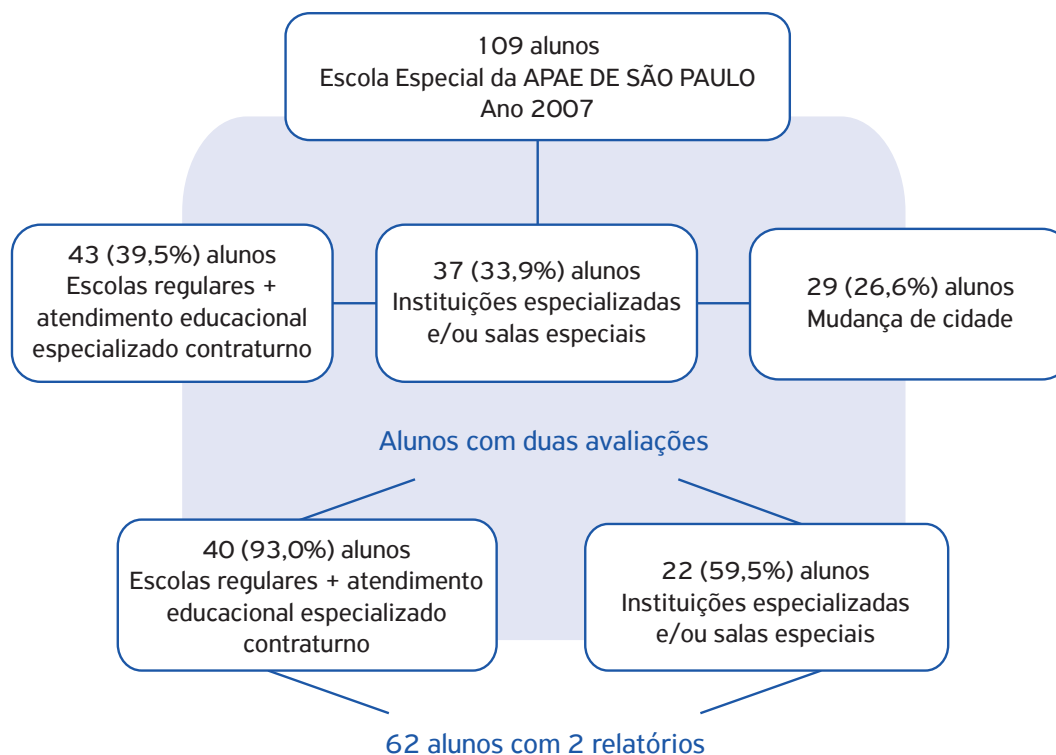 109 alunos
Escola Especial da APAE DE SÃO PAULO
Ano 2007
43 (39,5%) alunos
Escolas regulares +
atendimento educacional
especializado contraturno
37 (33,9%) alunos
Instituições especializadas
e/ou salas especiais
29 (26,6%) alunos
Mudança de cidade
Alunos com duas avaliações
40 (93,0%) alunos
Escolas regulares + atendimento
educacional especializado
contraturno
22 (59,5%) alunos
Instituições especializadas
e/ou salas especiais
62 alunos com 2 relatórios